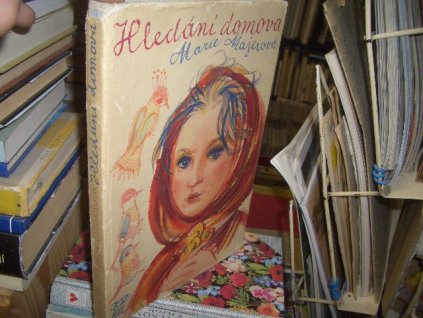 Hledání domova
Marie Majerová
Hledání domova